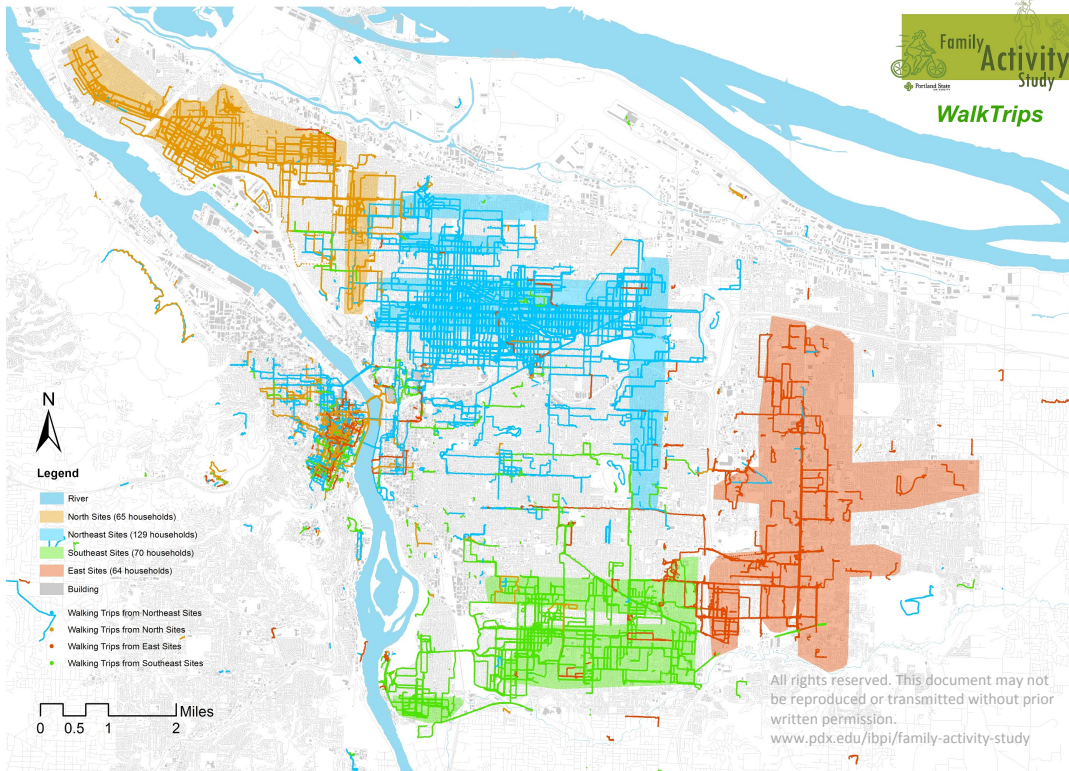 Family
Activity
Study
Portland State
UNIVERSITY
WalkTrips
N
Legend
River
North Sites (65 households)
Northeast Sites (129 households)
Southeast Sites (70 households)
East Sites (64 households)
Building
Walking Trips from Northeast Sites
Walking Trips from North Sites
Walking Trips from East Sites
Walking Trips from Southeast Sites
Miles
0 0.5 1 2
All rights reserved. This document may not
be reproduced or transmitted without prior
written permission.
www.pdx.edu/ibpi/family-activity-study